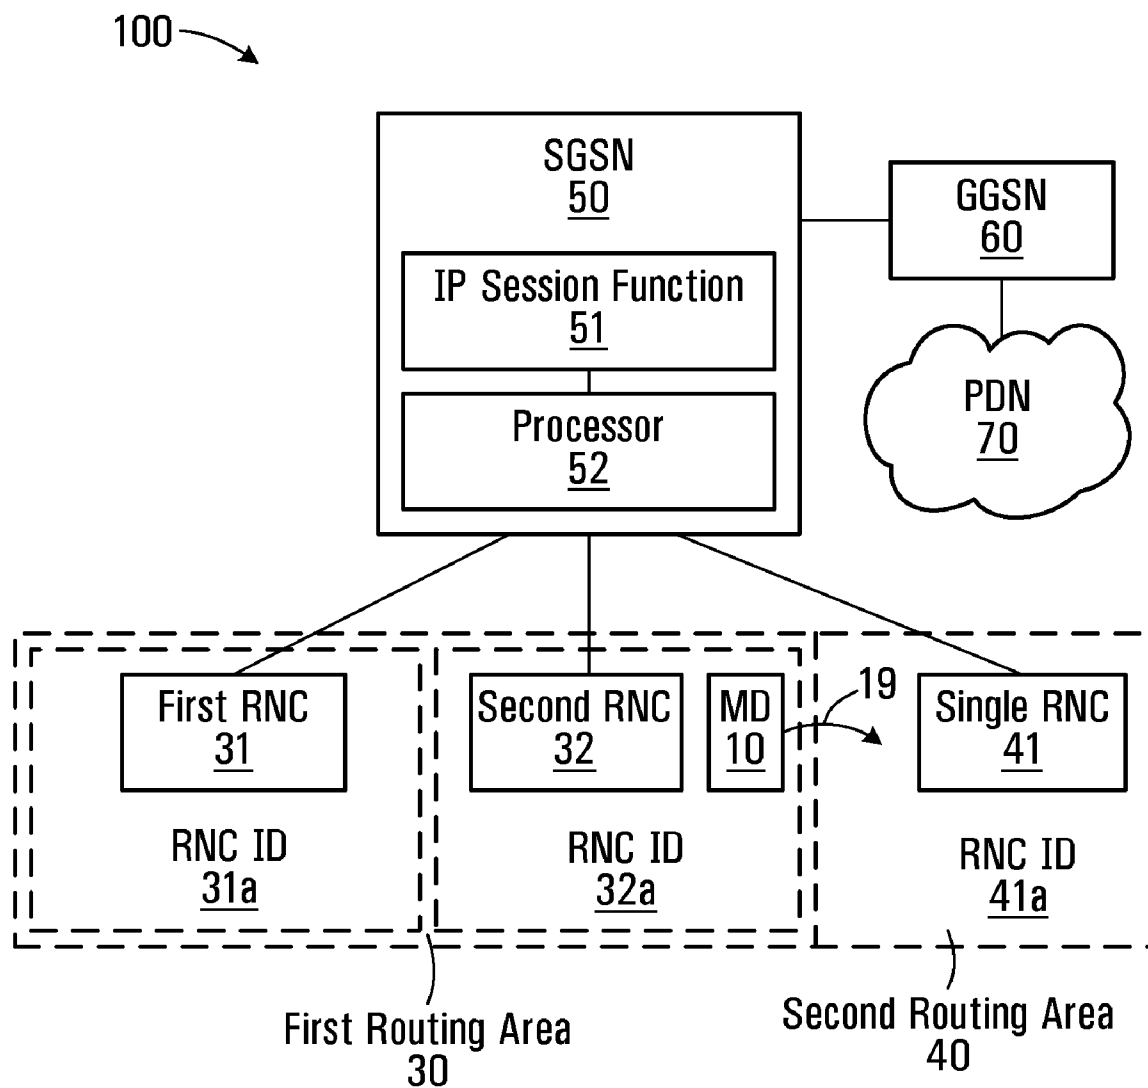 100
SGSN
50
GGSN
60
IP Session Function
51
PDN
70
Processor
52
First RNC
31
Second RNC
32
MD
10
19
Single RNC
41
RNC ID
31a
RNC ID
32a
RNC ID
41a
First Routing Area
30
Second Routing Area
40